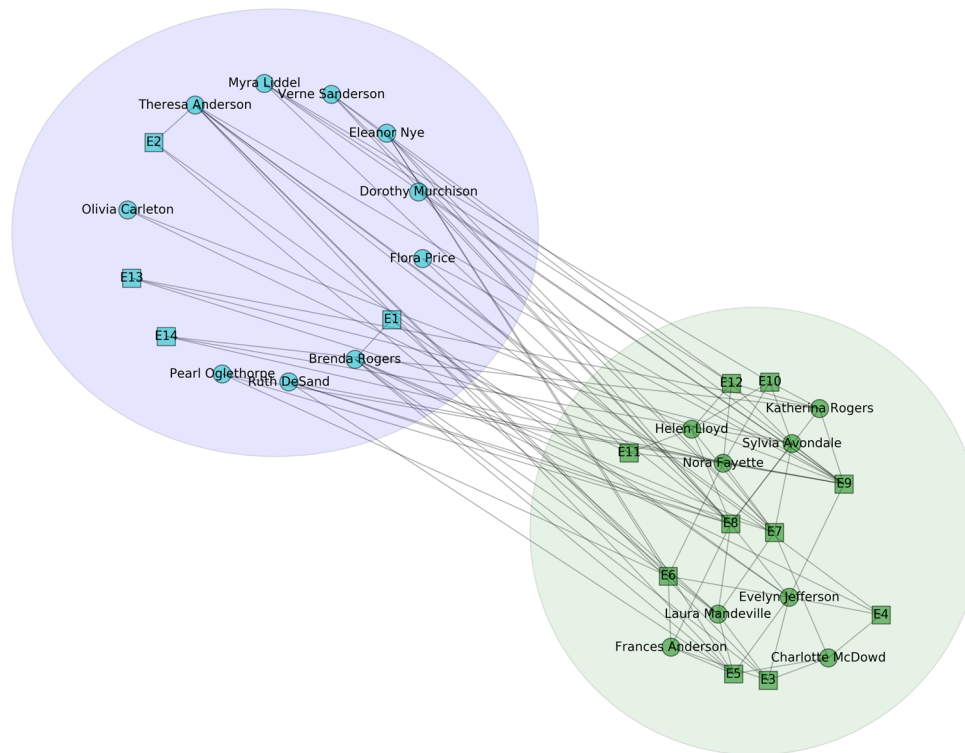 Myra Liddel
Verne Sanderson
Theresa Anderson
Eleanor Nye
E2
Dorothy Murchison
Olivia Carleton
Flora Price
E13
E1
E14
Brenda Rogers
Pearl Oglethorpe
Ruth DeSand
E12
E10
Katherina Rogers
Helen Lloyd
Sylvia Avondale
E11
Nora Fayette
E9
E8
E7
E6
Evelyn Jefferson
Laura Mandeville
E4
Frances Anderson
Charlotte McDowd
E5
E3